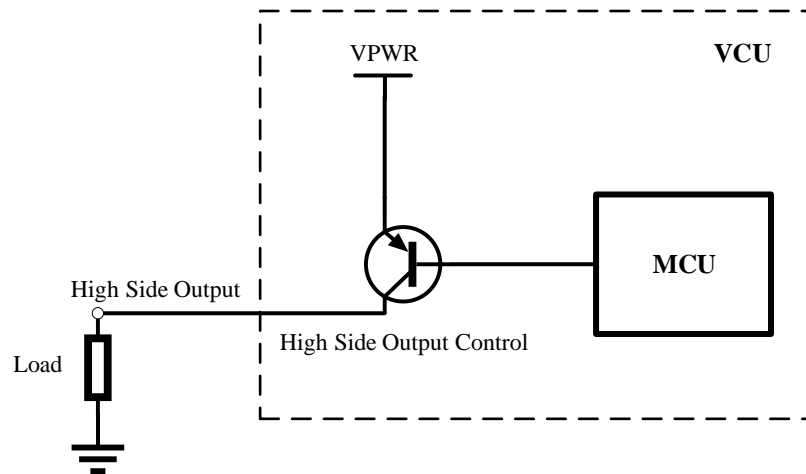 VPWR
VCU
MCU
High Side Output
High Side Output Control
Load